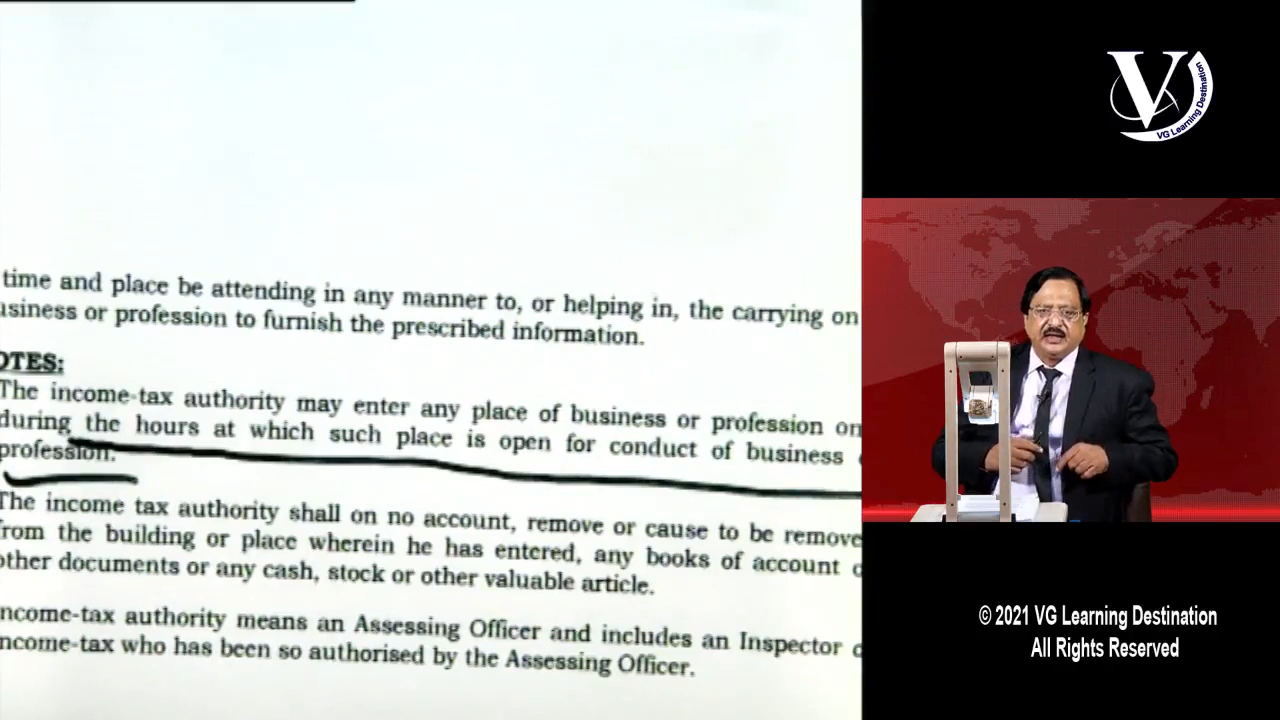 time and place be attending in any manner to, or helping in, the carrying on
usiness or profession to furnish the prescribed information.
OTES:
The income-tax authority may enter any place of business or profession on
during the hours at which such place is open for conduct of business
profession.
The income tax authority shall on no account, remove or cause to be remove
from the building or place wherein he has entered, any books of account
other documents or any cash, stock or other valuable article.
ncome-tax authority means an Assessing Officer and includes an Inspector
ncome-tax who has been so authorised by the Assessing Officer.
V
VG Learning Destination
© 2021 VG Learning Destination
All Rights Reserved